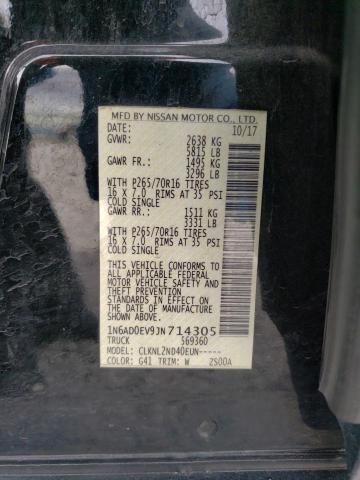 MFD BY NISSAN MOTOR CO., LTD.
DATE: 10/17
GVWR: 2638 KG
5815 LB
GAWR FR.: 1495 KG
3296 LB
WITH P265/70R16 TIRES
16 X 7.0 RIMS AT 35 PSI
COLD SINGLE
GAWR RR.: 1511 KG
3331 LB
WITH P265/70R16 TIRES
16 X 7.0 RIMS AT 35 PSI
COLD SINGLE
THIS VEHICLE CONFORMS TO
ALL APPLICABLE FEDERAL
MOTOR VEHICLE SAFETY AND
THEFT PREVENTION
STANDARDS IN EFFECT ON
THE DATE OF MANUFACTURE
SHOWN ABOVE.
1N6AD0EV9JN714305
TRUCK 569360
MODEL: CLKNLZND40EUN-----
COLOR: G41 TRIM: W 2S00A